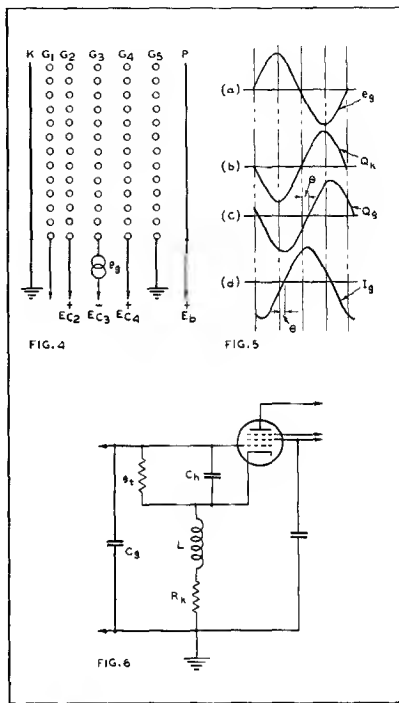 K G1 G2 G3 G4 G5 P
eg
+ - + +
EC2 EC3 EC4 Eb
FIG. 4
(a) eg
(b) Qk
θ
(c) Qg
(d) Ig
θ
FIG. 5
gt
Ch
Cg
L
Rk
FIG. 6